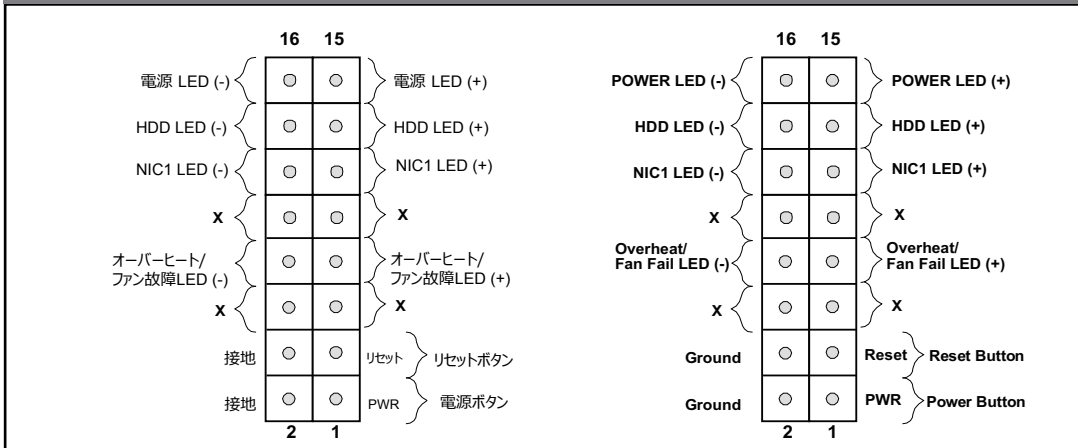 16 15
電源 LED (-) 電源 LED (+)
HDD LED (-) HDD LED (+)
NIC1 LED (-) NIC1 LED (+)
X X
オーバーヒート/ オーバーヒート/
ファン故障LED (-) ファン故障LED (+)
X X
接地 リセット リセットボタン
接地 PWR 電源ボタン
2 1
16 15
POWER LED (-) POWER LED (+)
HDD LED (-) HDD LED (+)
NIC1 LED (-) NIC1 LED (+)
X X
Overheat/ Overheat/
Fan Fail LED (-) Fan Fail LED (+)
X X
Ground Reset Reset Button
Ground PWR Power Button
2 1